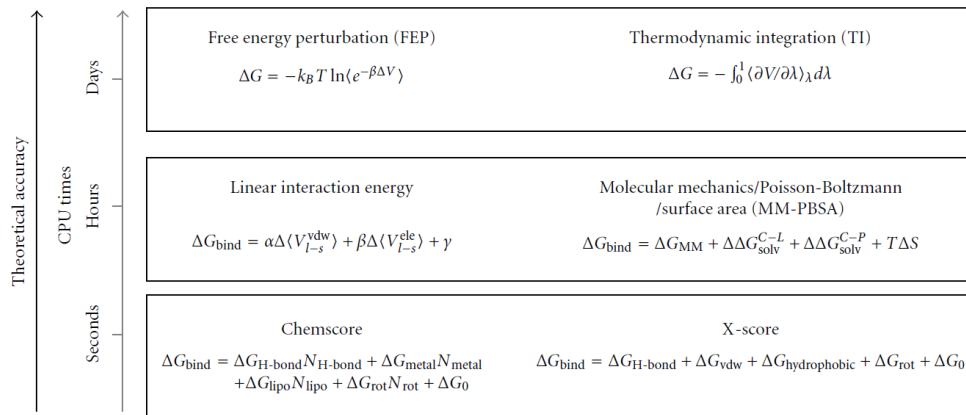 Theoretical accuracy
CPU times
Days
Hours
Seconds
Free energy perturbation (FEP)
ΔG = −k_B T ln⟨e^{−βΔV}⟩
Thermodynamic integration (TI)
ΔG = − ∫_0^1 ⟨∂V/∂λ⟩_λ dλ
Linear interaction energy
ΔG_bind = αΔ⟨V_{l−s}^{vdw}⟩ + βΔ⟨V_{l−s}^{ele}⟩ + γ
Molecular mechanics/Poisson-Boltzmann
/surface area (MM-PBSA)
ΔG_bind = ΔG_MM + ΔΔG_solv^{C−L} + ΔΔG_solv^{C−P} + TΔS
Chemscore
ΔG_bind = ΔG_H-bond N_H-bond + ΔG_metal N_metal
+ΔG_lipo N_lipo + ΔG_rot N_rot + ΔG_0
X-score
ΔG_bind = ΔG_H-bond + ΔG_vdw + ΔG_hydrophobic + ΔG_rot + ΔG_0